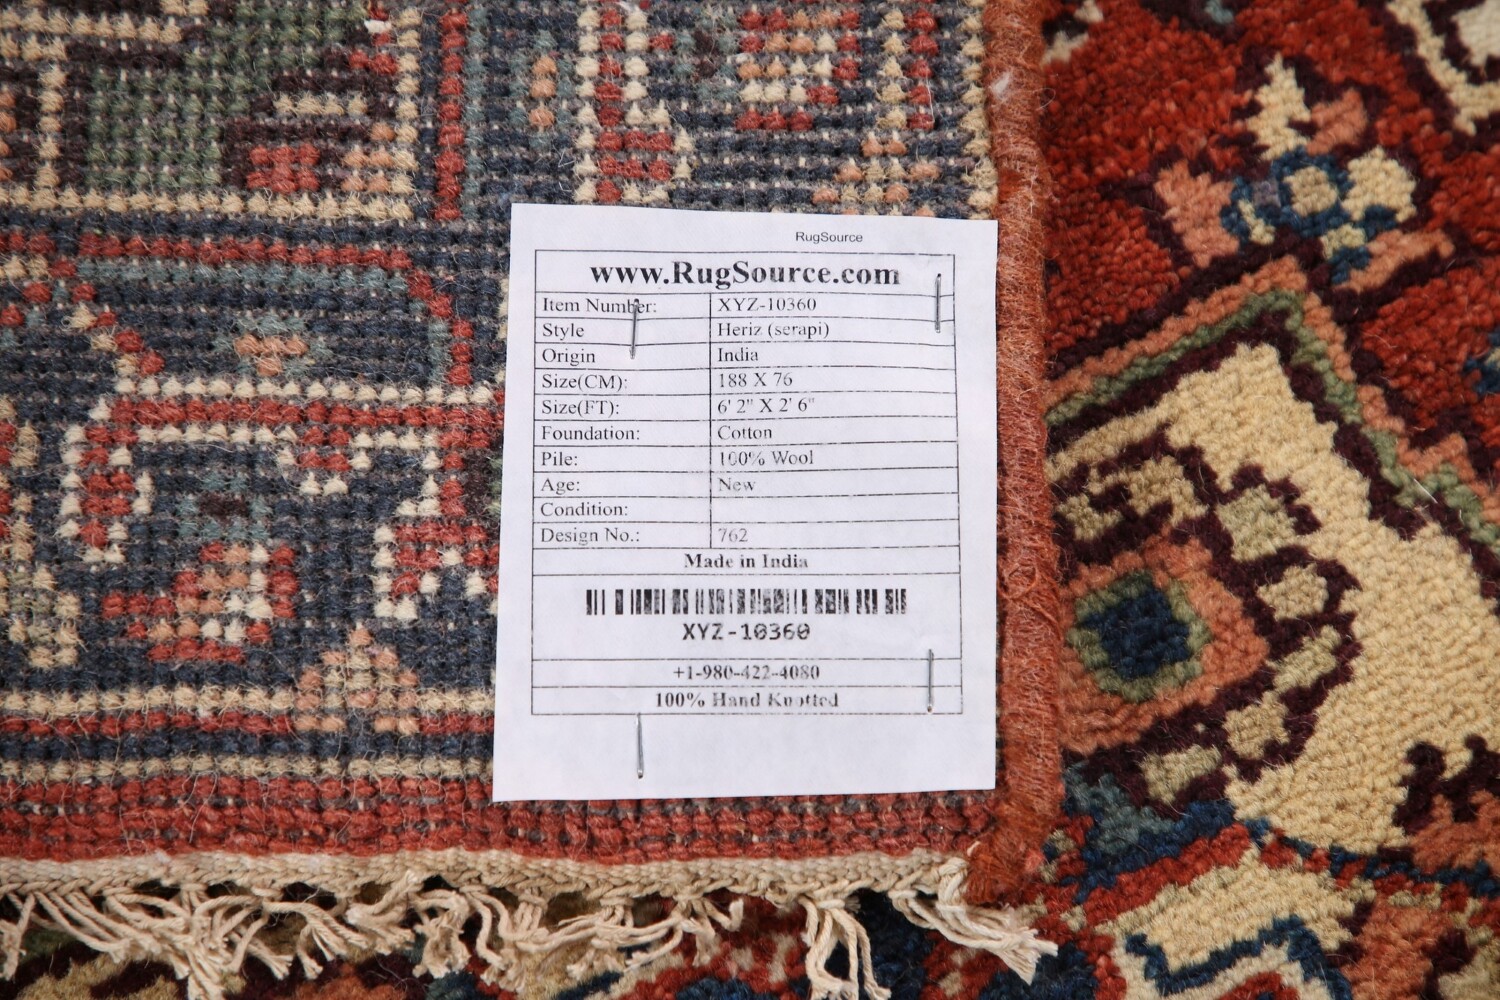 RugSource
www.RugSource.com
Item Number: XYZ-10360
Style Heriz (serapi)
Origin India
Size(CM): 188 X 76
Size(FT): 6' 2" X 2' 6"
Foundation: Cotton
Pile: 100% Wool
Age: New
Condition:
Design No.: 762
Made in India
XYZ-10360
+1-980-422-4080
100% Hand Knotted